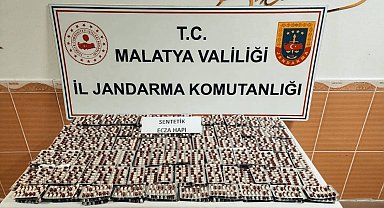 T.C.
MALATYA VALİLİĞİ
İL JANDARMA KOMUTANLIĞI
SENTETİK
ECZA HAPI